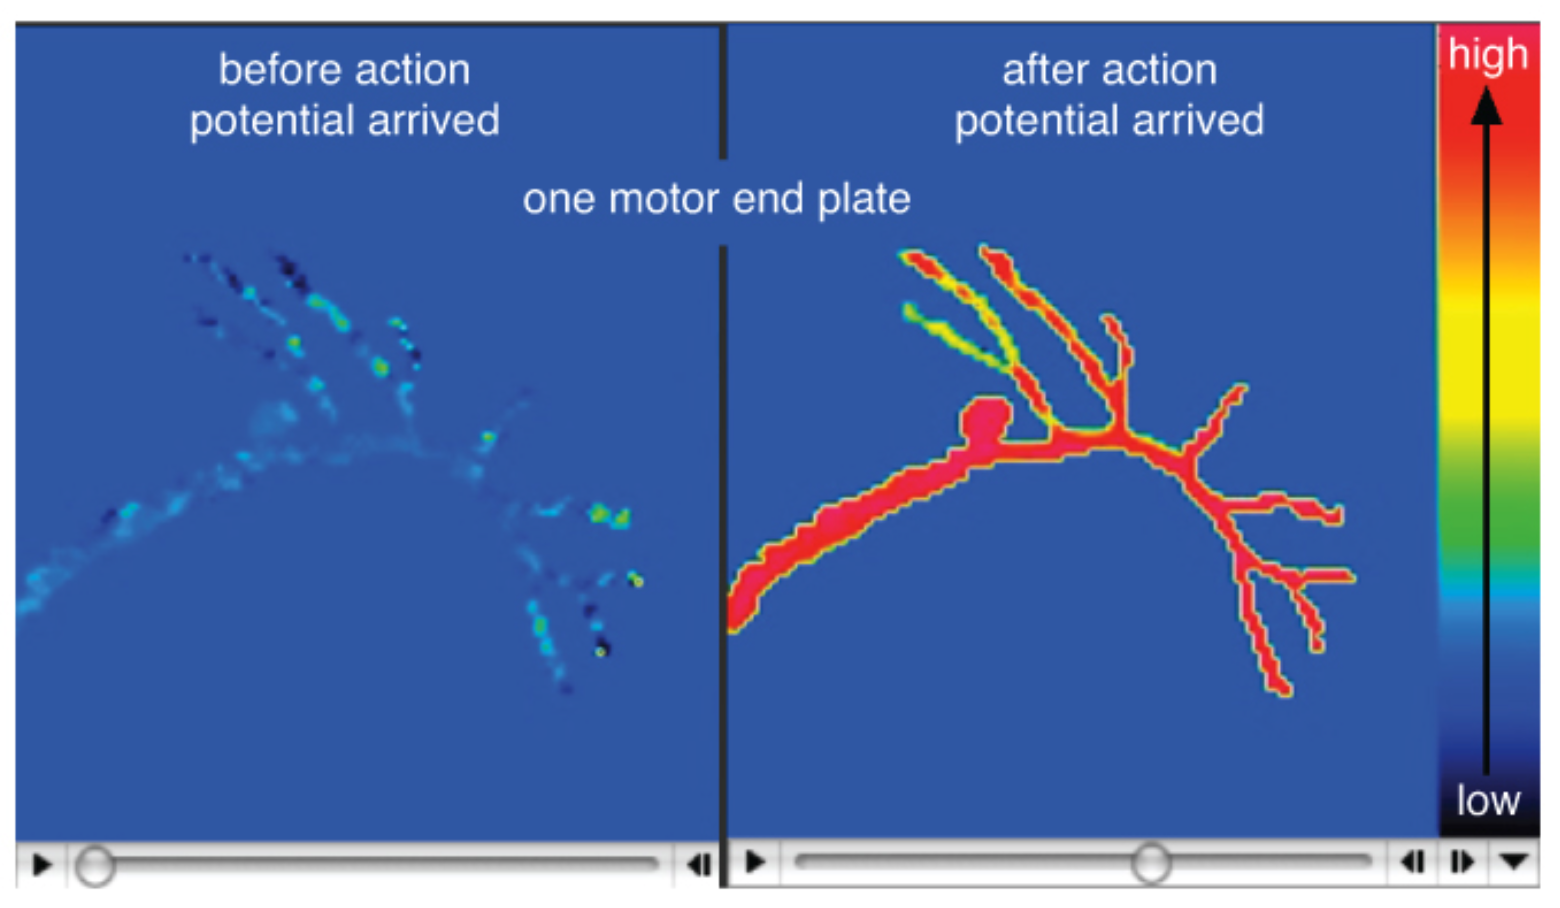 before action
potential arrived
after action
potential arrived
one motor end plate
high
low